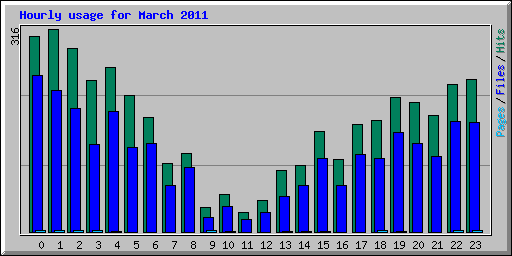 Hourly usage for March 2011
316
Pages/Files/Hits
0 1 2 3 4 5 6 7 8 9 10 11 12 13 14 15 16 17 18 19 20 21 22 23